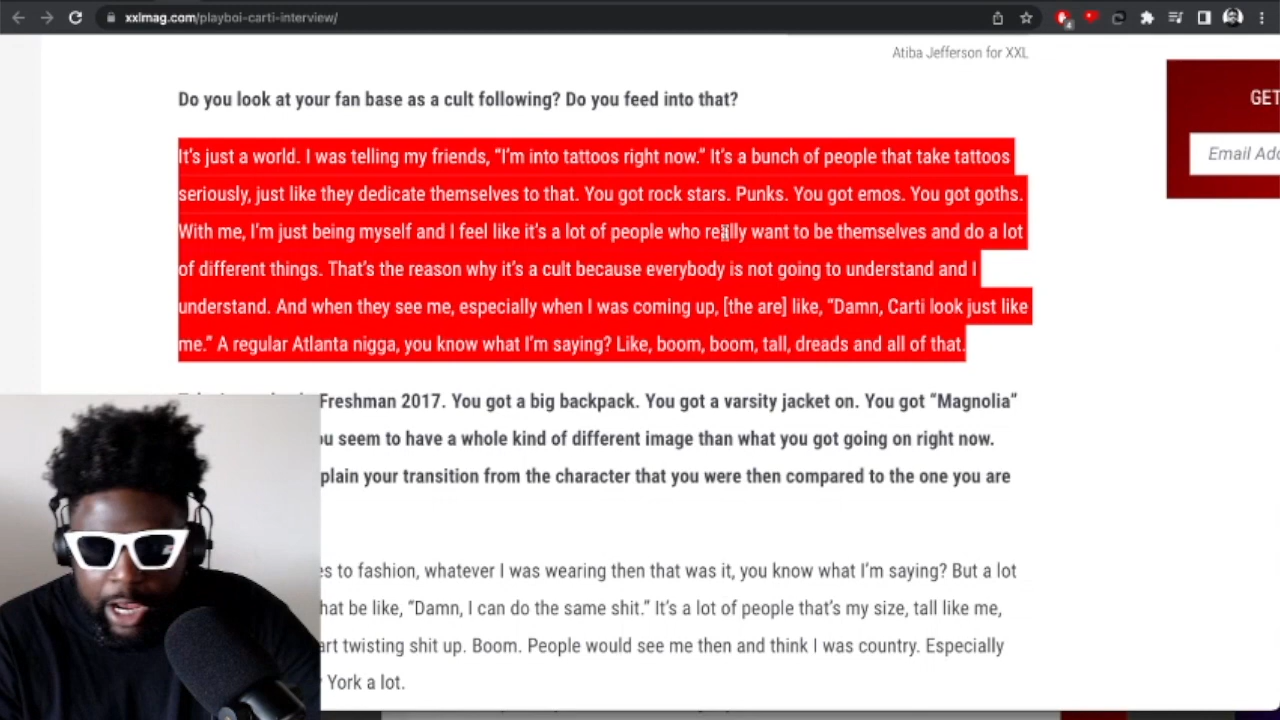 xxlmag.com/playboi-carti-interview/
4
Atiba Jefferson for XXL
GET
Do you look at your fan base as a cult following? Do you feed into that?
Email Add
It's just a world. I was telling my friends, “I'm into tattoos right now.” It's a bunch of people that take tattoos
seriously, just like they dedicate themselves to that. You got rock stars. Punks. You got emos. You got goths.
With me, I'm just being myself and I feel like it's a lot of people who really want to be themselves and do a lot
of different things. That's the reason why it's a cult because everybody is not going to understand and I
understand. And when they see me, especially when I was coming up, [the are] like, “Damn, Carti look just like
me.” A regular Atlanta nigga, you know what I'm saying? Like, boom, boom, tall, dreads and all of that.
Freshman 2017. You got a big backpack. You got a varsity jacket on. You got “Magnolia”
u seem to have a whole kind of different image than what you got going on right now.
plain your transition from the character that you were then compared to the one you are
es to fashion, whatever I was wearing then that was it, you know what I'm saying? But a lot
hat be like, “Damn, I can do the same shit.” It's a lot of people that's my size, tall like me,
art twisting shit up. Boom. People would see me then and think I was country. Especially
York a lot.